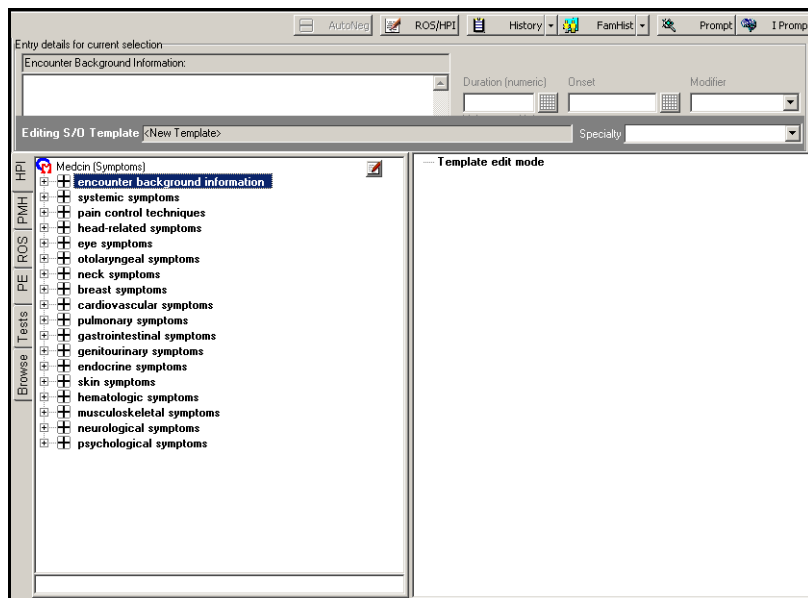 AutoNeg ROS/HPI History FamHist Prompt I Promp
Entry details for current selection
Encounter Background Information:
Duration (numeric) Onset Modifier
Editing S/O Template <New Template> Specialty
HPI
PMH
ROS
PE
Tests
Browse
Medcin (Symptoms)
encounter background information
systemic symptoms
pain control techniques
head-related symptoms
eye symptoms
otolaryngeal symptoms
neck symptoms
breast symptoms
cardiovascular symptoms
pulmonary symptoms
gastrointestinal symptoms
genitourinary symptoms
endocrine symptoms
skin symptoms
hematologic symptoms
musculoskeletal symptoms
neurological symptoms
psychological symptoms
Template edit mode